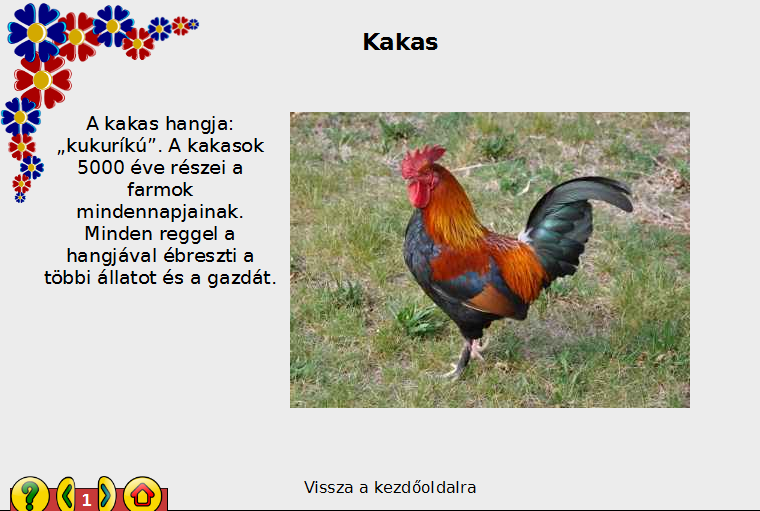 Kakas
A kakas hangja:
„kukuríkú”. A kakasok
5000 éve részei a
farmok
mindennapjainak.
Minden reggel a
hangjával ébreszti a
többi állatot és a gazdát.
?
1
Vissza a kezdőoldalra